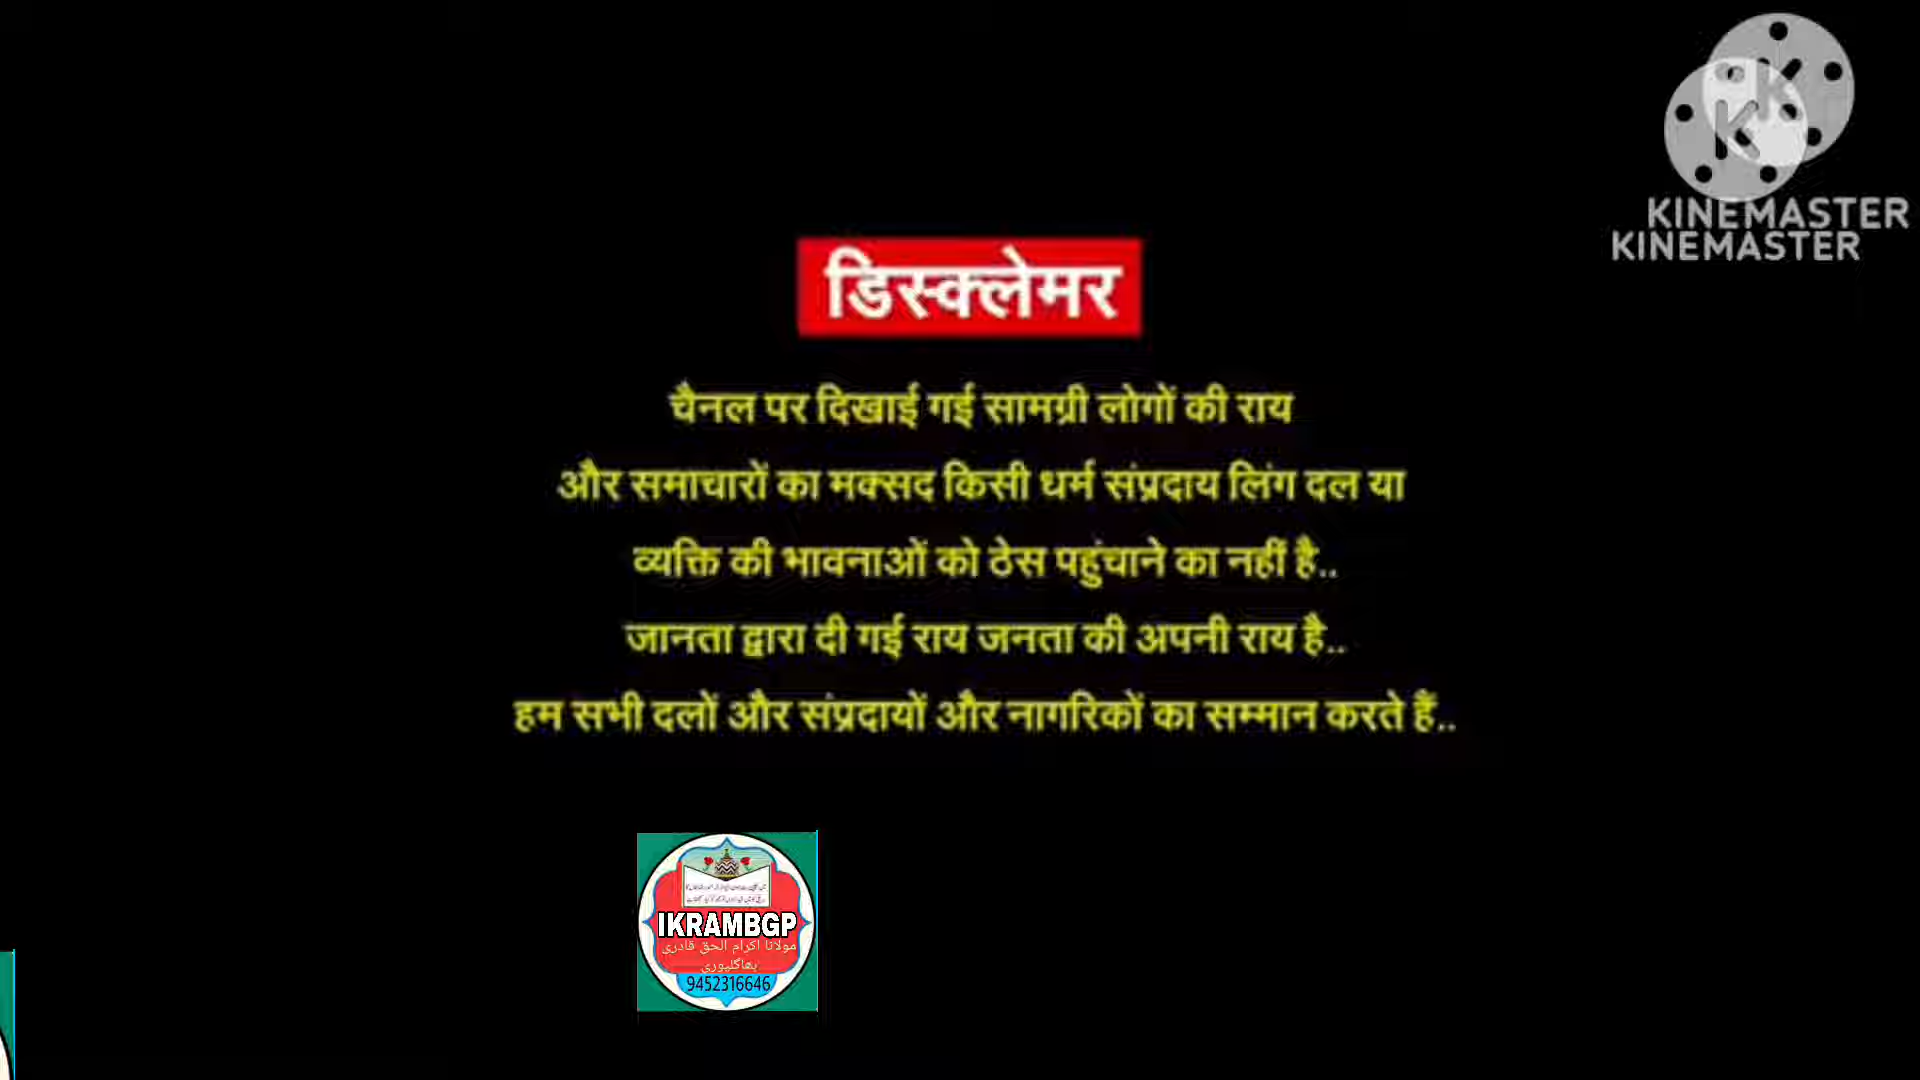 KINEMASTER
KINEMASTER
डिस्क्लेमर
चैनल पर दिखाई गई सामग्री लोगों की राय
और समाचारों का मक्सद किसी धर्म संप्रदाय लिंग दल या
व्यक्ति की भावनाओं को ठेस पहुंचाने का नहीं है..
जानता द्वारा दी गई राय जनता की अपनी राय है..
हम सभी दलों और संप्रदायों और नागरिकों का सम्मान करते हैं..
IKRAMBGP
مولانا اکرام الحق قادری
بھاگلپوری
9452316646